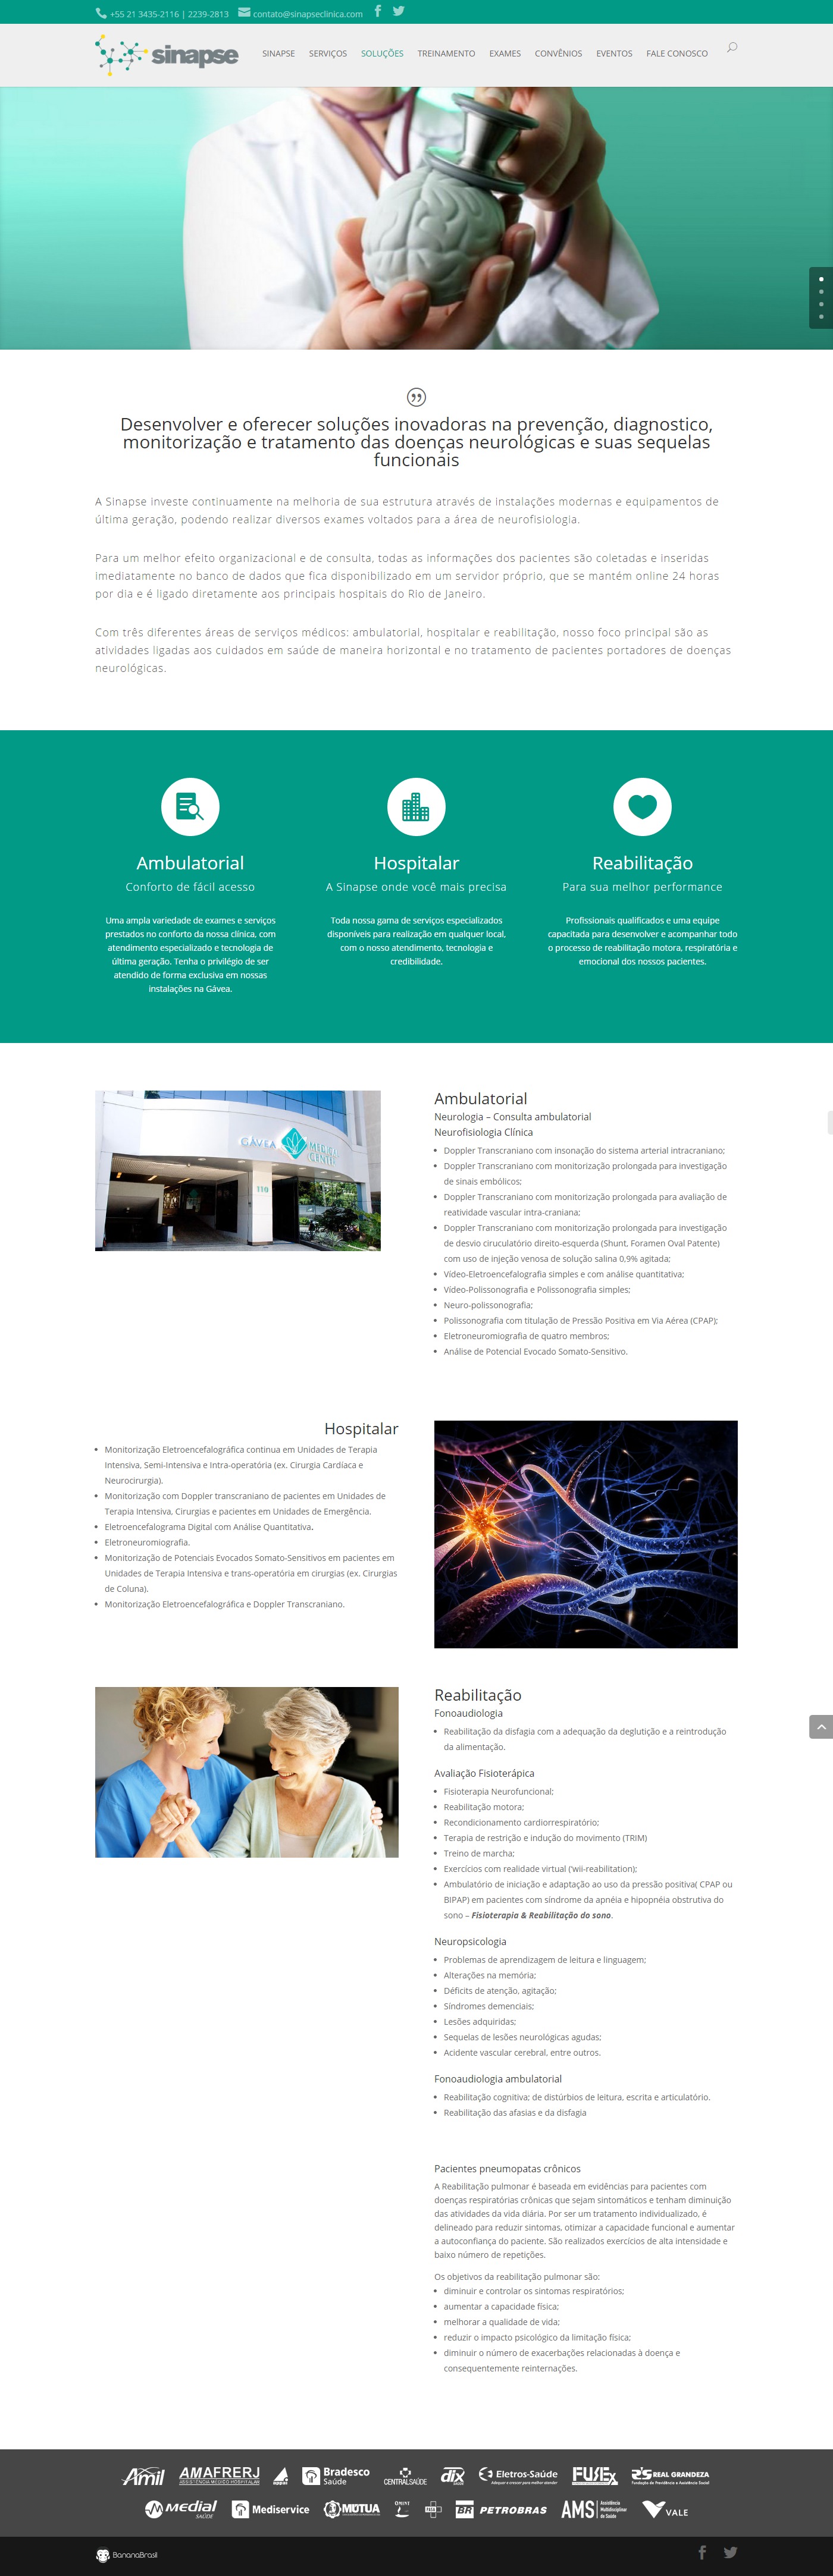 +55 21 3435-2116 | 2239-2813 contato@sinapseclinica.com
sinapse
SINAPSE SERVIÇOS SOLUÇÕES TREINAMENTO EXAMES CONVÊNIOS EVENTOS FALE CONOSCO
Desenvolver e oferecer soluções inovadoras na prevenção, diagnostico,
monitorização e tratamento das doenças neurológicas e suas sequelas
funcionais
A Sinapse investe continuamente na melhoria de sua estrutura através de instalações modernas e equipamentos de
última geração, podendo realizar diversos exames voltados para a área de neurofisiologia.
Para um melhor efeito organizacional e de consulta, todas as informações dos pacientes são coletadas e inseridas
imediatamente no banco de dados que fica disponibilizado em um servidor próprio, que se mantém online 24 horas
por dia e é ligado diretamente aos principais hospitais do Rio de Janeiro.
Com três diferentes áreas de serviços médicos: ambulatorial, hospitalar e reabilitação, nosso foco principal são as
atividades ligadas aos cuidados em saúde de maneira horizontal e no tratamento de pacientes portadores de doenças
neurológicas.
Ambulatorial
Conforto de fácil acesso
Uma ampla variedade de exames e serviços
prestados no conforto da nossa clínica, com
atendimento especializado e tecnologia de
última geração. Tenha o privilégio de ser
atendido de forma exclusiva em nossas
instalações na Gávea.
Hospitalar
A Sinapse onde você mais precisa
Toda nossa gama de serviços especializados
disponíveis para realização em qualquer local,
com o nosso atendimento, tecnologia e
credibilidade.
Reabilitação
Para sua melhor performance
Profissionais qualificados e uma equipe
capacitada para desenvolver e acompanhar todo
o processo de reabilitação motora, respiratória e
emocional dos nossos pacientes.
GÁVEA MEDICAL CENTER
110
Ambulatorial
Neurologia – Consulta ambulatorial
Neurofisiologia Clínica
Doppler Transcraniano com insonação do sistema arterial intracraniano;
Doppler Transcraniano com monitorização prolongada para investigação
de sinais embólicos;
Doppler Transcraniano com monitorização prolongada para avaliação de
reatividade vascular intra-craniana;
Doppler Transcraniano com monitorização prolongada para investigação
de desvio ciruculatório direito-esquerda (Shunt, Foramen Oval Patente)
com uso de injeção venosa de solução salina 0,9% agitada;
Vídeo-Eletroencefalografia simples e com análise quantitativa;
Vídeo-Polissonografia e Polissonografia simples;
Neuro-polissonografia;
Polissonografia com titulação de Pressão Positiva em Via Aérea (CPAP);
Eletroneuromiografia de quatro membros;
Análise de Potencial Evocado Somato-Sensitivo.
Hospitalar
Monitorização Eletroencefalográfica continua em Unidades de Terapia
Intensiva, Semi-Intensiva e Intra-operatória (ex. Cirurgia Cardíaca e
Neurocirurgia).
Monitorização com Doppler transcraniano de pacientes em Unidades de
Terapia Intensiva, Cirurgias e pacientes em Unidades de Emergência.
Eletroencefalograma Digital com Análise Quantitativa.
Eletroneuromiografia.
Monitorização de Potenciais Evocados Somato-Sensitivos em pacientes em
Unidades de Terapia Intensiva e trans-operatória em cirurgias (ex. Cirurgias
de Coluna).
Monitorização Eletroencefalográfica e Doppler Transcraniano.
Reabilitação
Fonoaudiologia
Reabilitação da disfagia com a adequação da deglutição e a reintrodução
da alimentação.
Avaliação Fisioterápica
Fisioterapia Neurofuncional;
Reabilitação motora;
Recondicionamento cardiorrespiratório;
Terapia de restrição e indução do movimento (TRIM)
Treino de marcha;
Exercícios com realidade virtual ('wii-reabilitation);
Ambulatório de iniciação e adaptação ao uso da pressão positiva( CPAP ou
BIPAP) em pacientes com síndrome da apnéia e hipopnéia obstrutiva do
sono – Fisioterapia & Reabilitação do sono.
Neuropsicologia
Problemas de aprendizagem de leitura e linguagem;
Alterações na memória;
Déficits de atenção, agitação;
Síndromes demenciais;
Lesões adquiridas;
Sequelas de lesões neurológicas agudas;
Acidente vascular cerebral, entre outros.
Fonoaudiologia ambulatorial
Reabilitação cognitiva; de distúrbios de leitura, escrita e articulatório.
Reabilitação das afasias e da disfagia
Pacientes pneumopatas crônicos
A Reabilitação pulmonar é baseada em evidências para pacientes com
doenças respiratórias crônicas que sejam sintomáticos e tenham diminuição
das atividades da vida diária. Por ser um tratamento individualizado, é
delineado para reduzir sintomas, otimizar a capacidade funcional e aumentar
a autoconfiança do paciente. São realizados exercícios de alta intensidade e
baixo número de repetições.
Os objetivos da reabilitação pulmonar são:
diminuir e controlar os sintomas respiratórios;
aumentar a capacidade física;
melhorar a qualidade de vida;
reduzir o impacto psicológico da limitação física;
diminuir o número de exacerbações relacionadas à doença e
consequentemente reinternações.
Amil AMAFRERJ ASSISTENCIA MEDICO HOSPITALAR Bradesco Saúde CENTRALSAÚDE dix Eletros-Saúde FUSEx REAL GRANDEZA
MEDIAL SAÚDE Mediservice MÚTUA BR PETROBRAS AMS Assistência Multidisciplinar de Saúde VALE
BananaBrasil